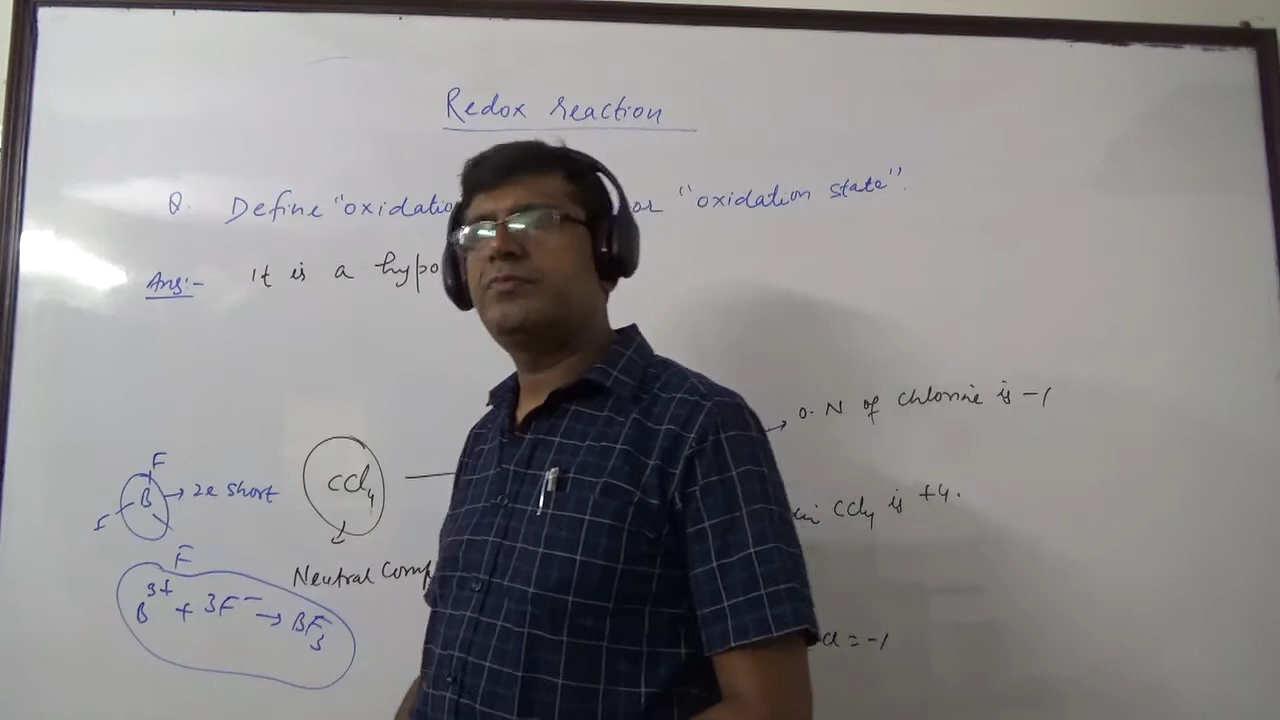 Redox reaction
Q. Define "oxidatio or "oxidation state".
Ans:- It is a hypo
→ O. N of chlorine is -1
F
B → 2e short
F
F
CCl4
in CCl4 is +4.
Neutral Comp
B3+ + 3F- → BF3
Cl = -1